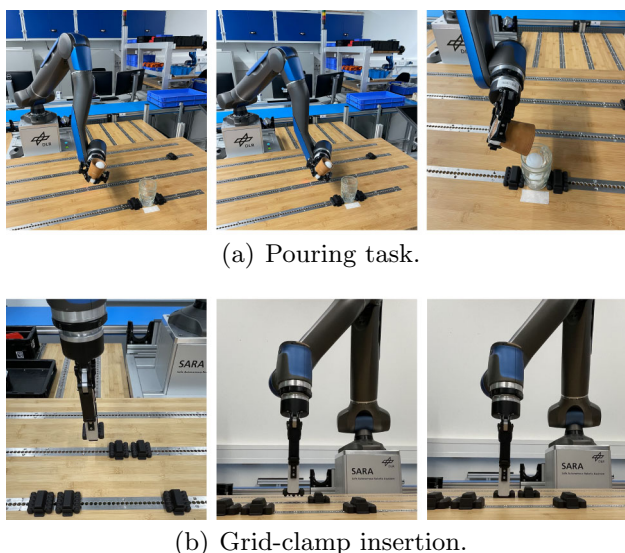 DLR
DLR
(a) Pouring task.
SARA
SARA
SARA
(b) Grid-clamp insertion.